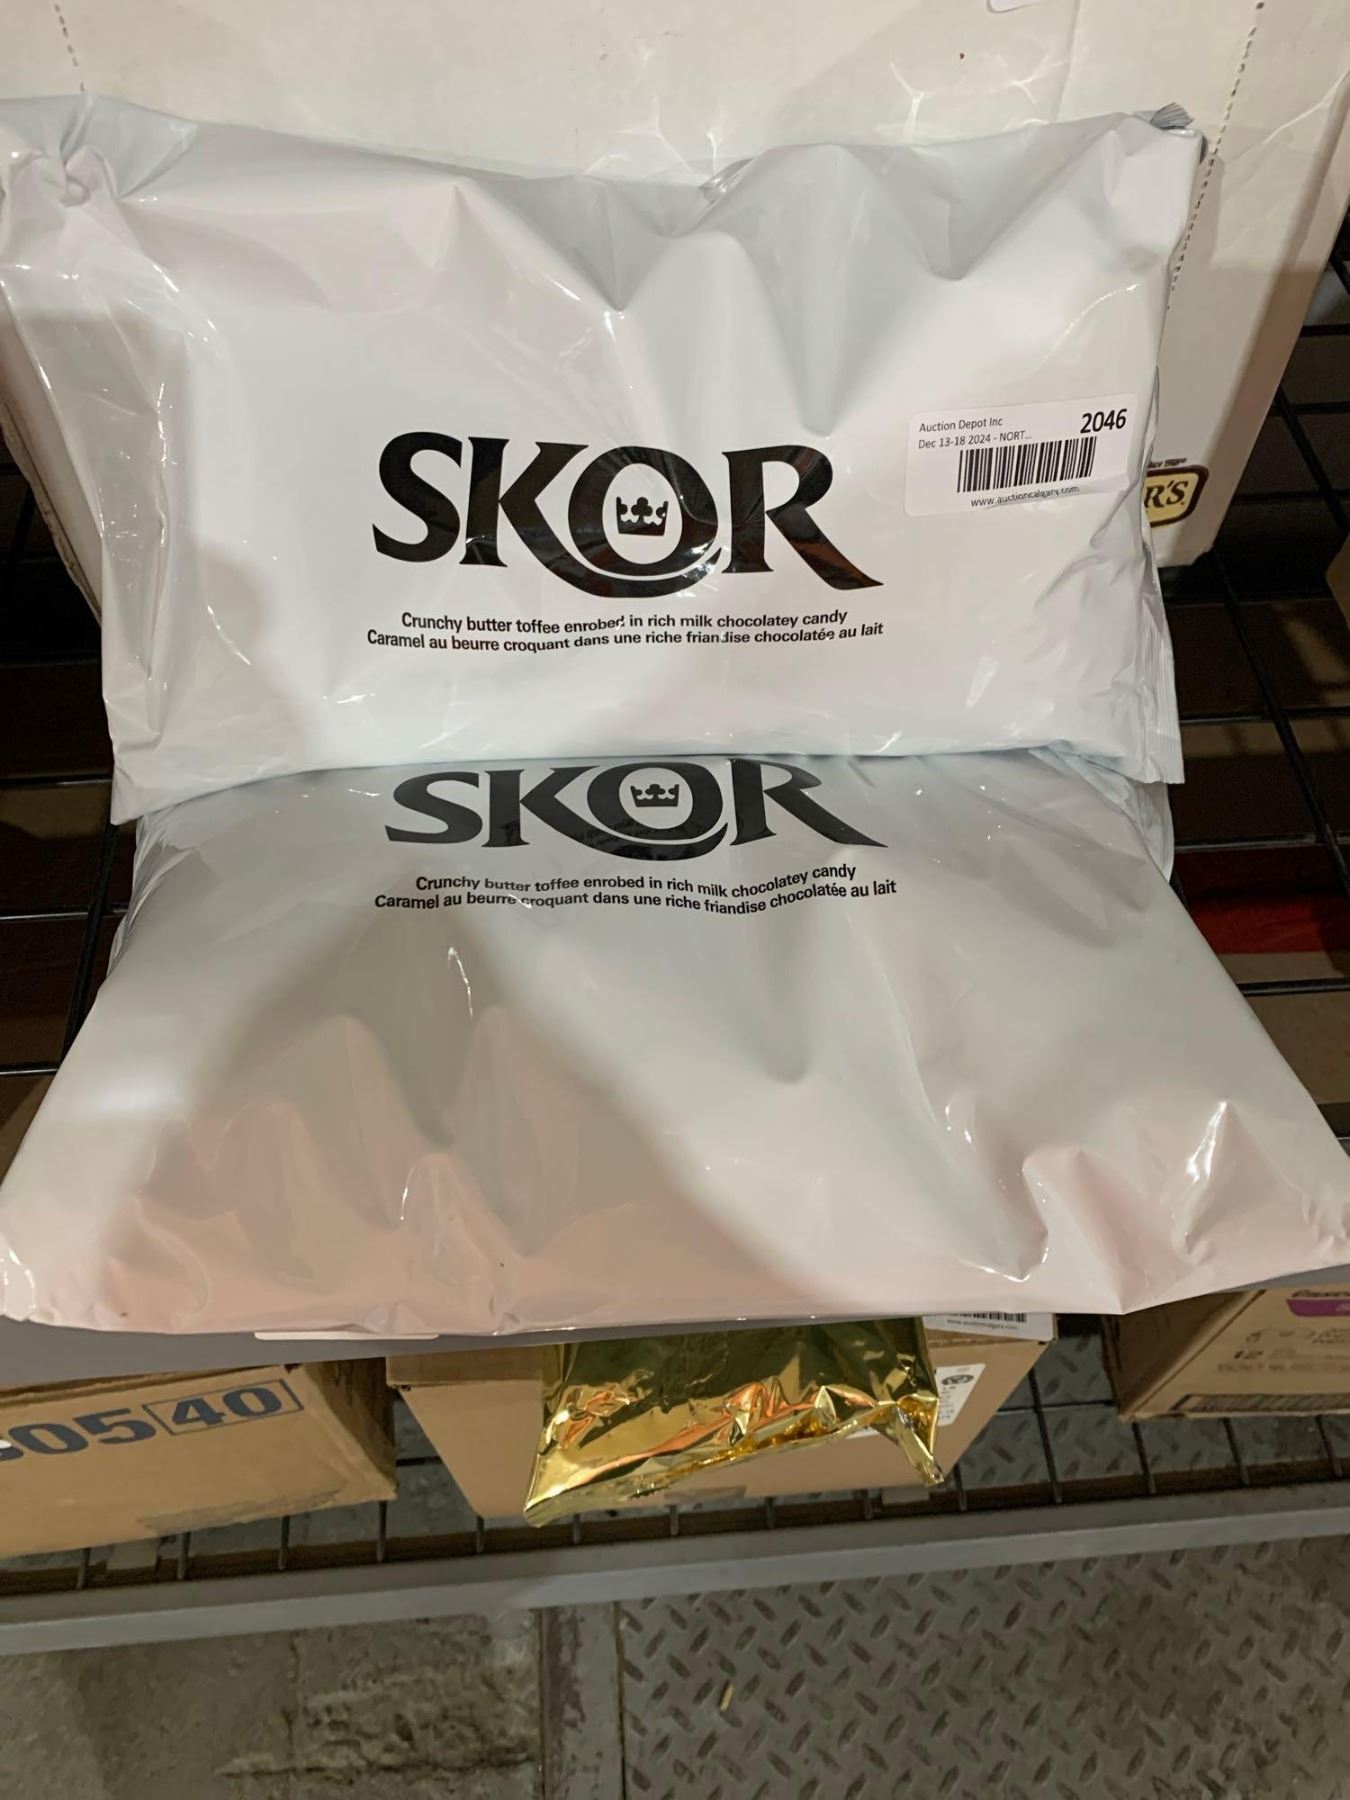 SKOR
Crunchy butter toffee enrobed in rich milk chocolatey candy
Caramel au beurre croquant dans une riche friandise chocolatée au lait
Auction Depot Inc
2046
Dec 13-18 2024 - NORT...
www.auctioncalgary.com
R'S
SKOR
Crunchy butter toffee enrobed in rich milk chocolatey candy
Caramel au beurre croquant dans une riche friandise chocolatée au lait
05 40
12